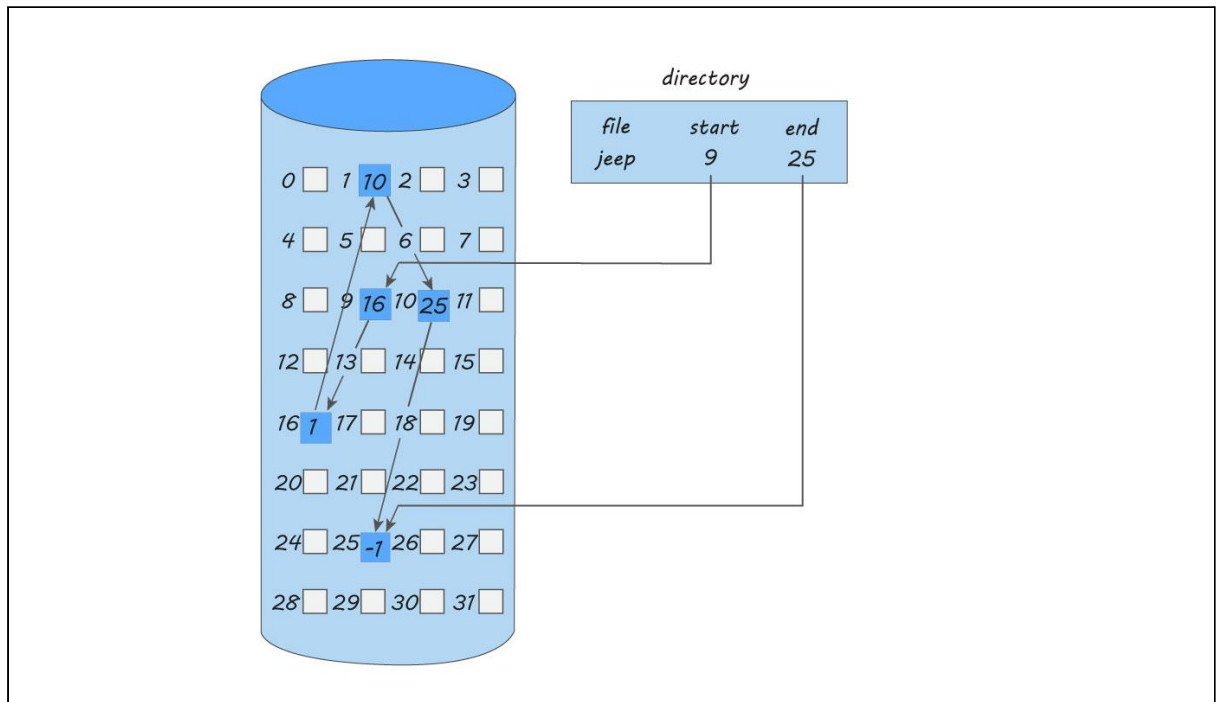 directory
file start end
jeep 9 25
0 1 10 2 3
4 5 6 7
8 9 16 10 25 11
12 13 14 15
16 1 17 18 19
20 21 22 23
24 25 -1 26 27
28 29 30 31